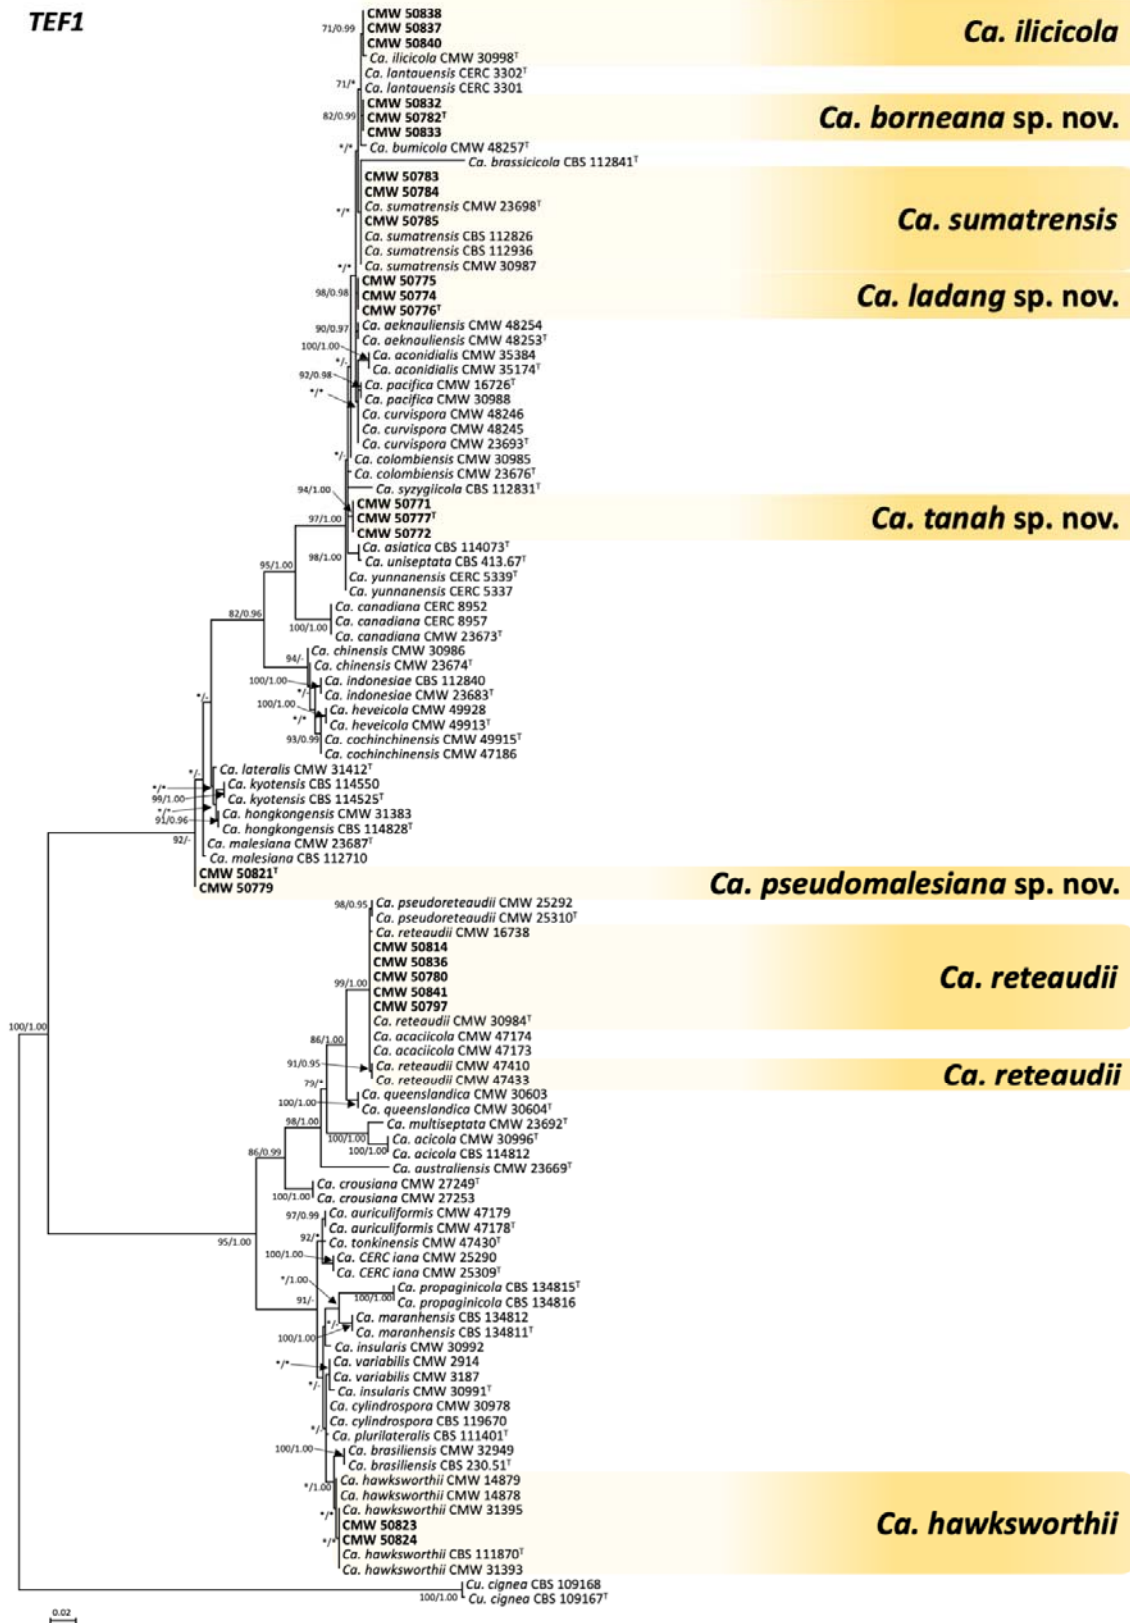 TEF1
CMW 50838
71/0.99
CMW 50837
CMW 50840
Ca. ilicicola CMW 30998ᵀ
Ca. ilicicola
Ca. lantauensis CERC 3302ᵀ
71/*
Ca. lantauensis CERC 3301
CMW 50832
82/0.99
CMW 50782ᵀ
CMW 50833
Ca. borneana sp. nov.
Ca. bumicola CMW 48257ᵀ
*/*
Ca. brassicicola CBS 112841ᵀ
CMW 50783
CMW 50784
Ca. sumatrensis CMW 23698ᵀ
*/*
CMW 50785
Ca. sumatrensis CBS 112826
Ca. sumatrensis CBS 112936
Ca. sumatrensis CMW 30987
Ca. sumatrensis
*/*
CMW 50775
98/0.98
CMW 50774
CMW 50776ᵀ
Ca. ladang sp. nov.
Ca. aeknauliensis CMW 48254
90/0.97
Ca. aeknauliensis CMW 48253ᵀ
100/1.00
Ca. aconidialis CMW 35384
*/-
Ca. aconidialis CMW 35174ᵀ
92/0.98
Ca. pacifica CMW 16726ᵀ
*/*
Ca. pacifica CMW 30988
Ca. curvispora CMW 48246
Ca. curvispora CMW 48245
Ca. curvispora CMW 23693ᵀ
*/-
Ca. colombiensis CMW 30985
Ca. colombiensis CMW 23676ᵀ
94/1.00
Ca. syzygiicola CBS 112831ᵀ
CMW 50771
97/1.00
CMW 50777ᵀ
CMW 50772
Ca. tanah sp. nov.
Ca. asiatica CBS 114073ᵀ
98/1.00
Ca. uniseptata CBS 413.67ᵀ
95/1.00
Ca. yunnanensis CERC 5339ᵀ
Ca. yunnanensis CERC 5337
Ca. canadiana CERC 8952
82/0.96
Ca. canadiana CERC 8957
100/1.00
Ca. canadiana CMW 23673ᵀ
Ca. chinensis CMW 30986
94/-
Ca. chinensis CMW 23674ᵀ
100/1.00
Ca. indonesiae CBS 112840
*/-
Ca. indonesiae CMW 23683ᵀ
100/1.00
Ca. heveicola CMW 49928
*/*
Ca. heveicola CMW 49913ᵀ
*/-
Ca. cochinchinensis CMW 49915ᵀ
93/0.99
Ca. cochinchinensis CMW 47186
*/-
Ca. lateralis CMW 31412ᵀ
*/*
Ca. kyotensis CBS 114550
99/1.00
Ca. kyotensis CBS 114525ᵀ
*/*
Ca. hongkongensis CMW 31383
91/0.96
Ca. hongkongensis CBS 114828ᵀ
92/-
Ca. malesiana CMW 23687ᵀ
Ca. malesiana CBS 112710
CMW 50821ᵀ
CMW 50779
Ca. pseudomalesiana sp. nov.
98/0.95
Ca. pseudoreteaudii CMW 25292
Ca. pseudoreteaudii CMW 25310ᵀ
Ca. reteaudii CMW 16738
CMW 50814
CMW 50836
CMW 50780
99/1.00
CMW 50841
CMW 50797
Ca. reteaudii CMW 30984ᵀ
Ca. reteaudii
100/1.00
Ca. acaciicola CMW 47174
86/1.00
Ca. acaciicola CMW 47173
91/0.95
Ca. reteaudii CMW 47410
Ca. reteaudii CMW 47433
Ca. reteaudii
79/*
Ca. queenslandica CMW 30603
100/1.00
Ca. queenslandica CMW 30604ᵀ
98/1.00
Ca. multiseptata CMW 23692ᵀ
100/1.00
Ca. acicola CMW 30996ᵀ
100/1.00
Ca. acicola CBS 114812
86/0.99
Ca. australiensis CMW 23669ᵀ
Ca. crousiana CMW 27249ᵀ
100/1.00
Ca. crousiana CMW 27253
97/0.99
Ca. auriculiformis CMW 47179
Ca. auriculiformis CMW 47178ᵀ
95/1.00
92/*
Ca. tonkinensis CMW 47430ᵀ
100/1.00
Ca. CERC iana CMW 25290
Ca. CERC iana CMW 25309ᵀ
*/1.00
Ca. propaginicola CBS 134815ᵀ
100/1.00
91/-
Ca. propaginicola CBS 134816
Ca. maranhensis CBS 134812
*/-
100/1.00
Ca. maranhensis CBS 134811ᵀ
Ca. insularis CMW 30992
*/*
Ca. variabilis CMW 2914
Ca. variabilis CMW 3187
*/-
Ca. insularis CMW 30991ᵀ
Ca. cylindrospora CMW 30978
Ca. cylindrospora CBS 119670
*/-
Ca. plurilateralis CBS 111401ᵀ
100/1.00
Ca. brasiliensis CMW 32949
Ca. brasiliensis CBS 230.51ᵀ
*/1.00
Ca. hawksworthii CMW 14879
Ca. hawksworthii CMW 14878
*/*
Ca. hawksworthii CMW 31395
CMW 50823
*/*
CMW 50824
Ca. hawksworthii CBS 111870ᵀ
Ca. hawksworthii CMW 31393
Ca. hawksworthii
Cu. cignea CBS 109168
100/1.00
Cu. cignea CBS 109167ᵀ
0.02